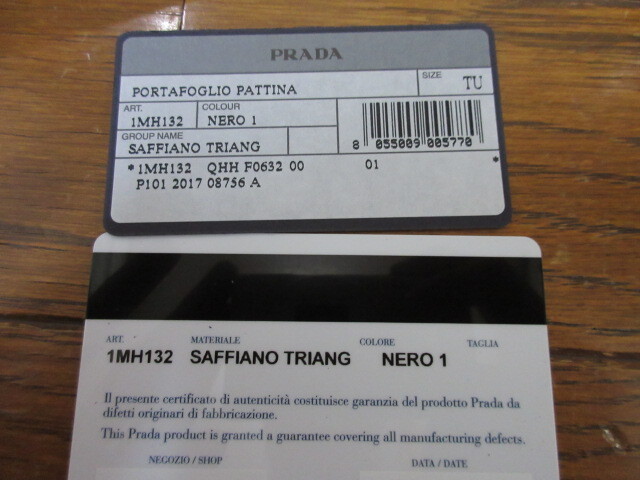 PRADA
PORTAFOGLIO PATTINA SIZE TU
ART. COLOUR
1MH132 NERO 1
GROUP NAME
SAFFIANO TRIANG 8 055009 005770
*1MH132 QHH F0632 00 01 *
P101 2017 08756 A
ART. MATERIALE COLORE TAGLIA
1MH132 SAFFIANO TRIANG NERO 1
Il presente certificato di autenticità costituisce garanzia del prodotto Prada da
difetti originari di fabbricazione.
This Prada product is granted a guarantee covering all manufacturing defects.
NEGOZIO / SHOP DATA / DATE